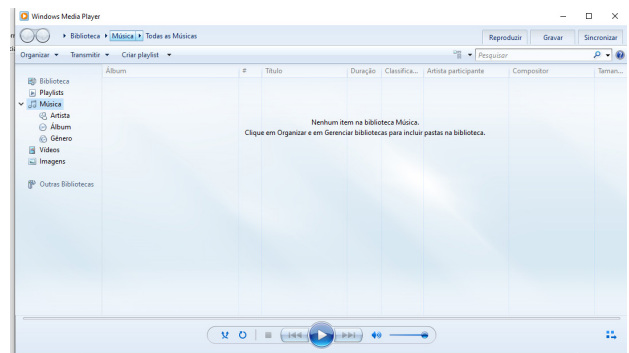 Windows Media Player
Biblioteca Música Todas as Músicas
Reproduzir Gravar Sincronizar
Organizar Transmitir Criar playlist
Pesquisar
Álbum # Título Duração Classifica... Artista participante Compositor Taman...
Biblioteca
Playlists
Música
Artista
Álbum
Gênero
Vídeos
Imagens
Outras Bibliotecas
Nenhum item na biblioteca Música.
Clique em Organizar e em Gerenciar bibliotecas para incluir pastas na biblioteca.